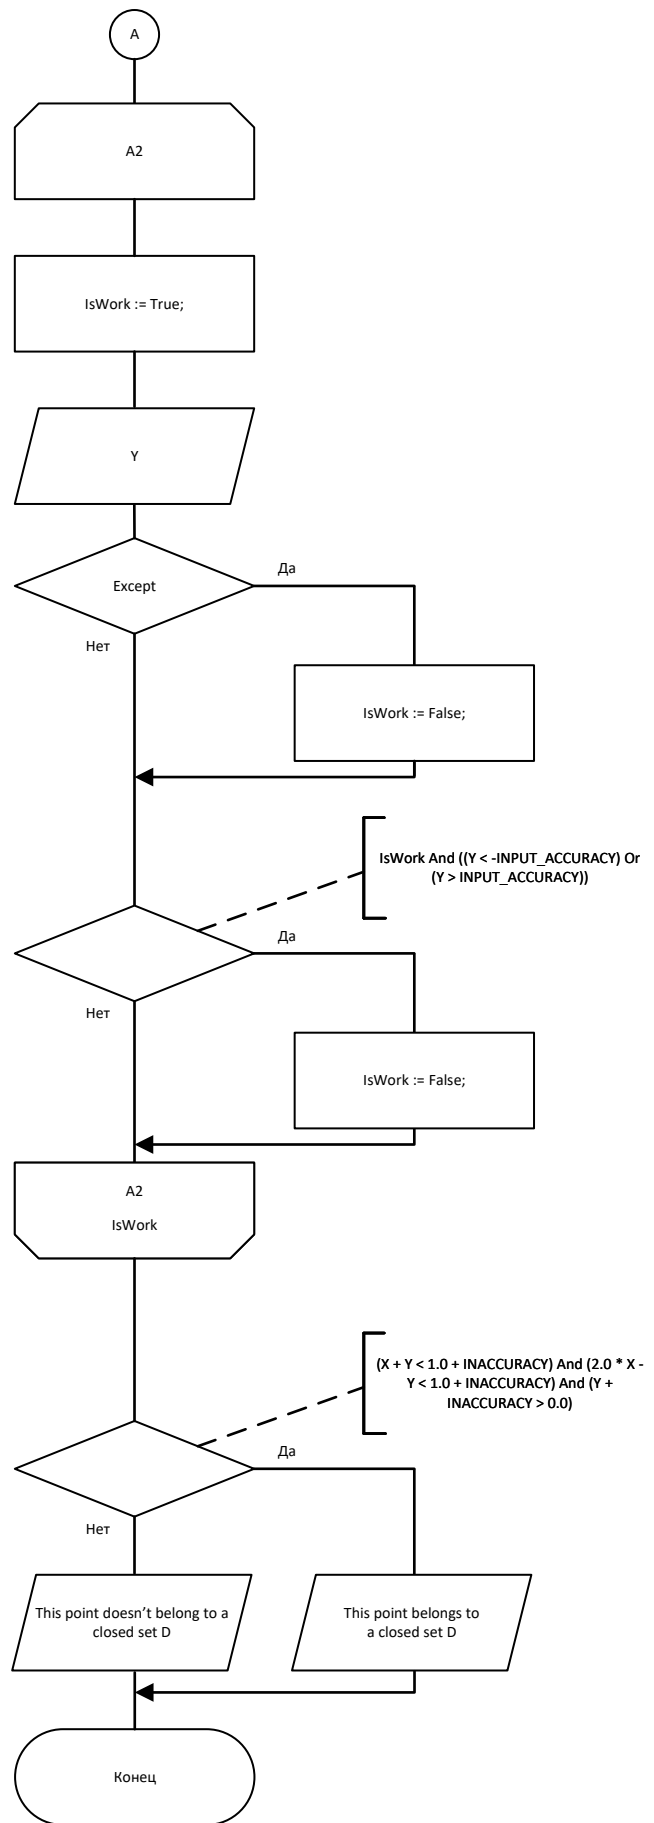 A
A2
IsWork := True;
Y
Except
Да
Нет
IsWork := False;
IsWork And ((Y < -INPUT_ACCURACY) Or
(Y > INPUT_ACCURACY))
Да
Нет
IsWork := False;
A2
IsWork
(X + Y < 1.0 + INACCURACY) And (2.0 * X -
Y < 1.0 + INACCURACY) And (Y +
INACCURACY > 0.0)
Да
Нет
This point doesn’t belong to a
closed set D
This point belongs to
a closed set D
Конец